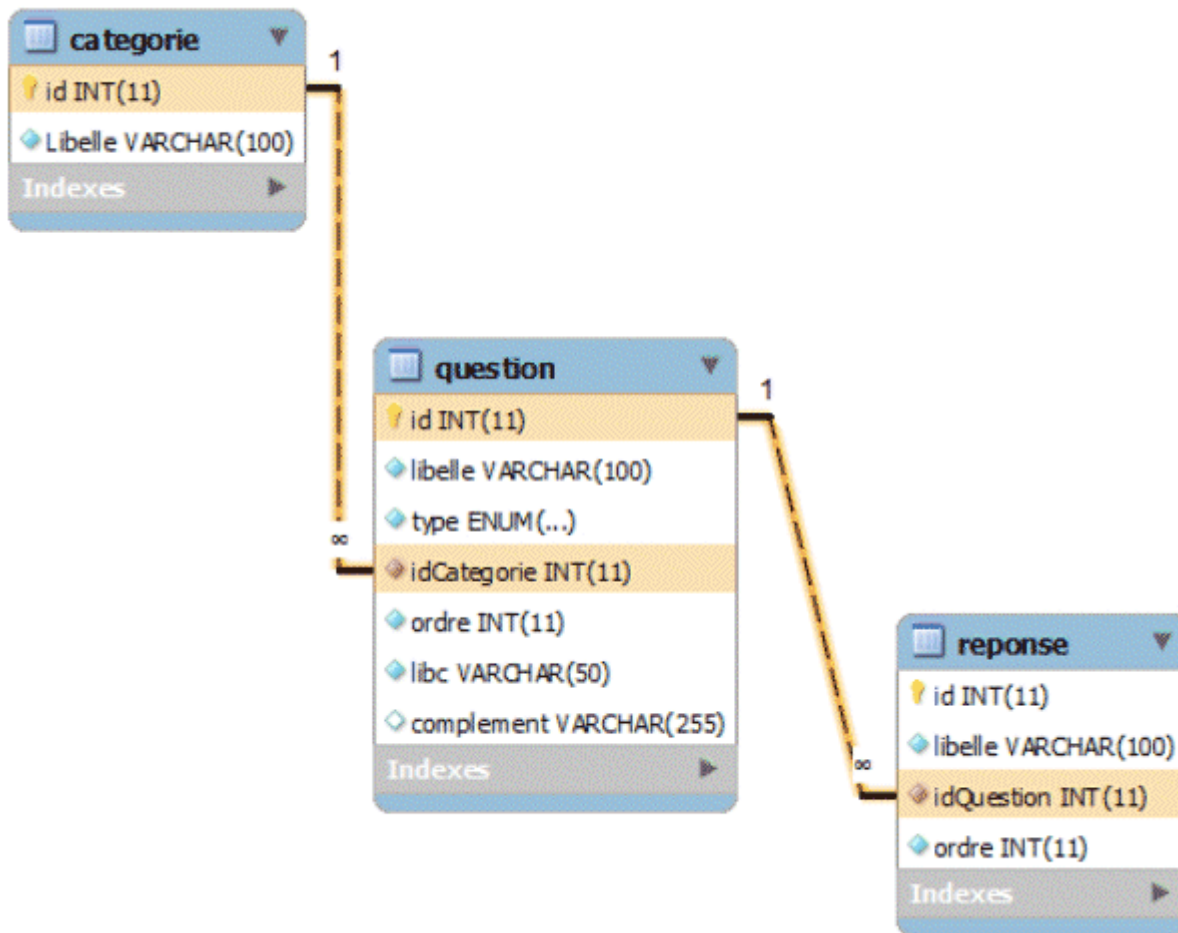 categorie
1
id INT(11)
Libelle VARCHAR(100)
Indexes
question
1
id INT(11)
libelle VARCHAR(100)
type ENUM(...)
∞
idCategorie INT(11)
ordre INT(11)
libc VARCHAR(50)
complement VARCHAR(255)
Indexes
reponse
id INT(11)
libelle VARCHAR(100)
∞
idQuestion INT(11)
ordre INT(11)
Indexes